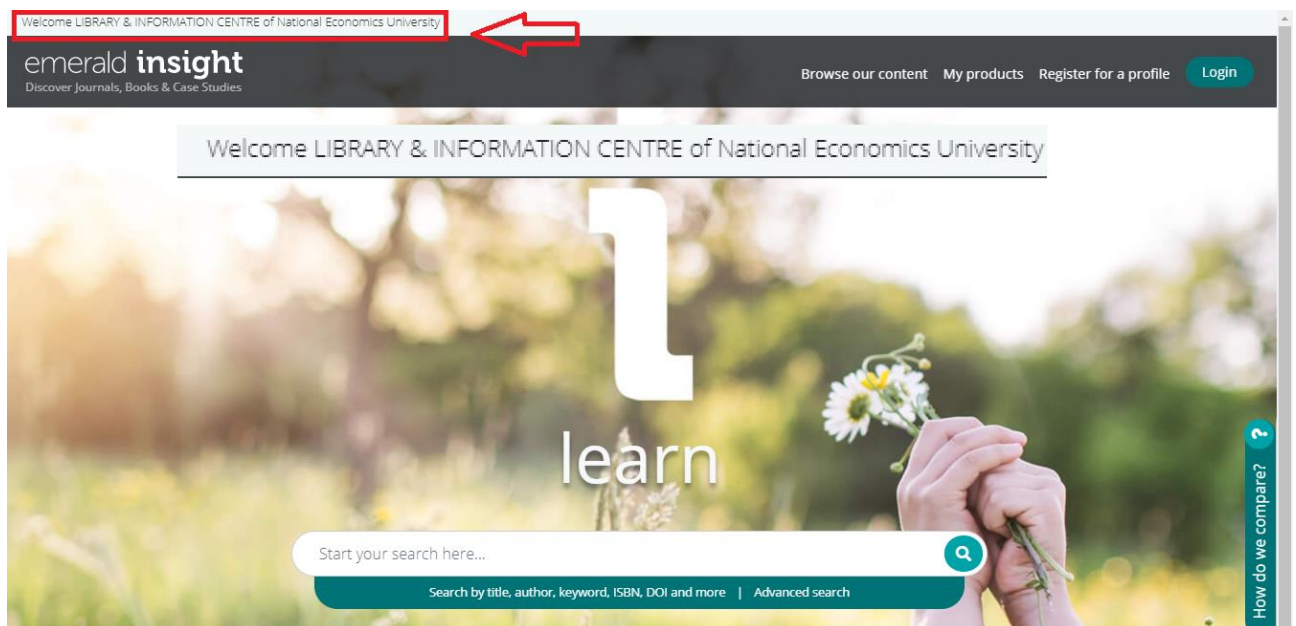 Welcome LIBRARY & INFORMATION CENTRE of National Economics University
emerald insight
Discover Journals, Books & Case Studies
Browse our content My products Register for a profile Login
Welcome LIBRARY & INFORMATION CENTRE of National Economics University
l
learn
Start your search here...
Search by title, author, keyword, ISBN, DOI and more | Advanced search
How do we compare? ?